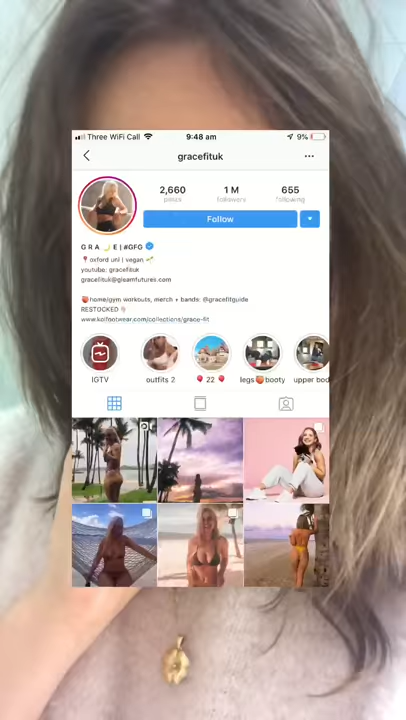 Three WiFi Call 9:48 am 9%
gracefituk
2,660 1 M 655
posts followers following
Follow
G R A 🌙 E | #GFG
📍oxford uni | vegan 🌱
youtube: gracefituk
gracefituk@gleamfutures.com
🍑home/gym workouts, merch + bands: @gracefitguide
RESTOCKED👇🏼
www.koifootwear.com/collections/grace-fit
IGTV outfits 2 🎈 22 🎈 legs🍑booty upper bod